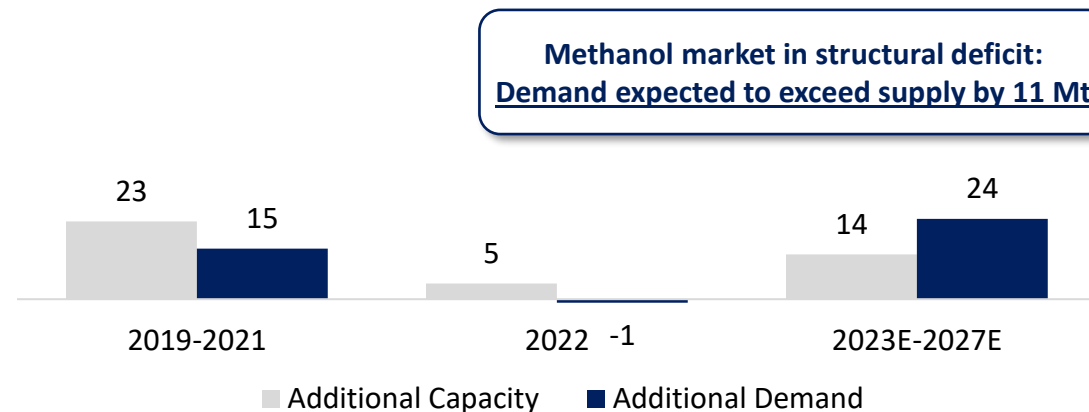 Methanol market in structural deficit:
Demand expected to exceed supply by 11 Mt
23
15
5
-1
14
24
2019-2021
2022
2023E-2027E
Additional Capacity
Additional Demand